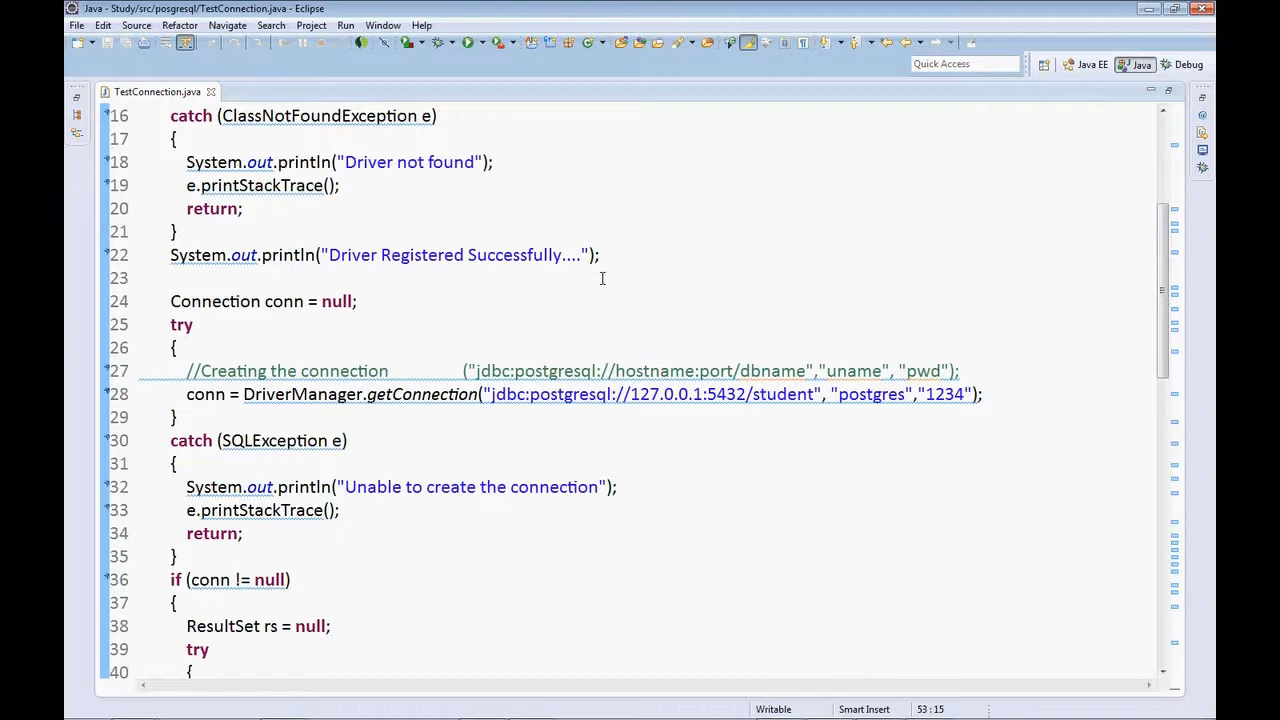 Java - Study/src/posgresql/TestConnection.java - Eclipse
File Edit Source Refactor Navigate Search Project Run Window Help
Quick Access Java EE Java Debug
TestConnection.java
16 catch (ClassNotFoundException e)
17 {
18 System.out.println("Driver not found");
19 e.printStackTrace();
20 return;
21 }
22 System.out.println("Driver Registered Successfully....");
23
24 Connection conn = null;
25 try
26 {
27 //Creating the connection ("jdbc:postgresql://hostname:port/dbname","uname", "pwd");
28 conn = DriverManager.getConnection("jdbc:postgresql://127.0.0.1:5432/student", "postgres","1234");
29 }
30 catch (SQLException e)
31 {
32 System.out.println("Unable to create the connection");
33 e.printStackTrace();
34 return;
35 }
36 if (conn != null)
37 {
38 ResultSet rs = null;
39 try
40 {
Writable Smart Insert 53 : 15